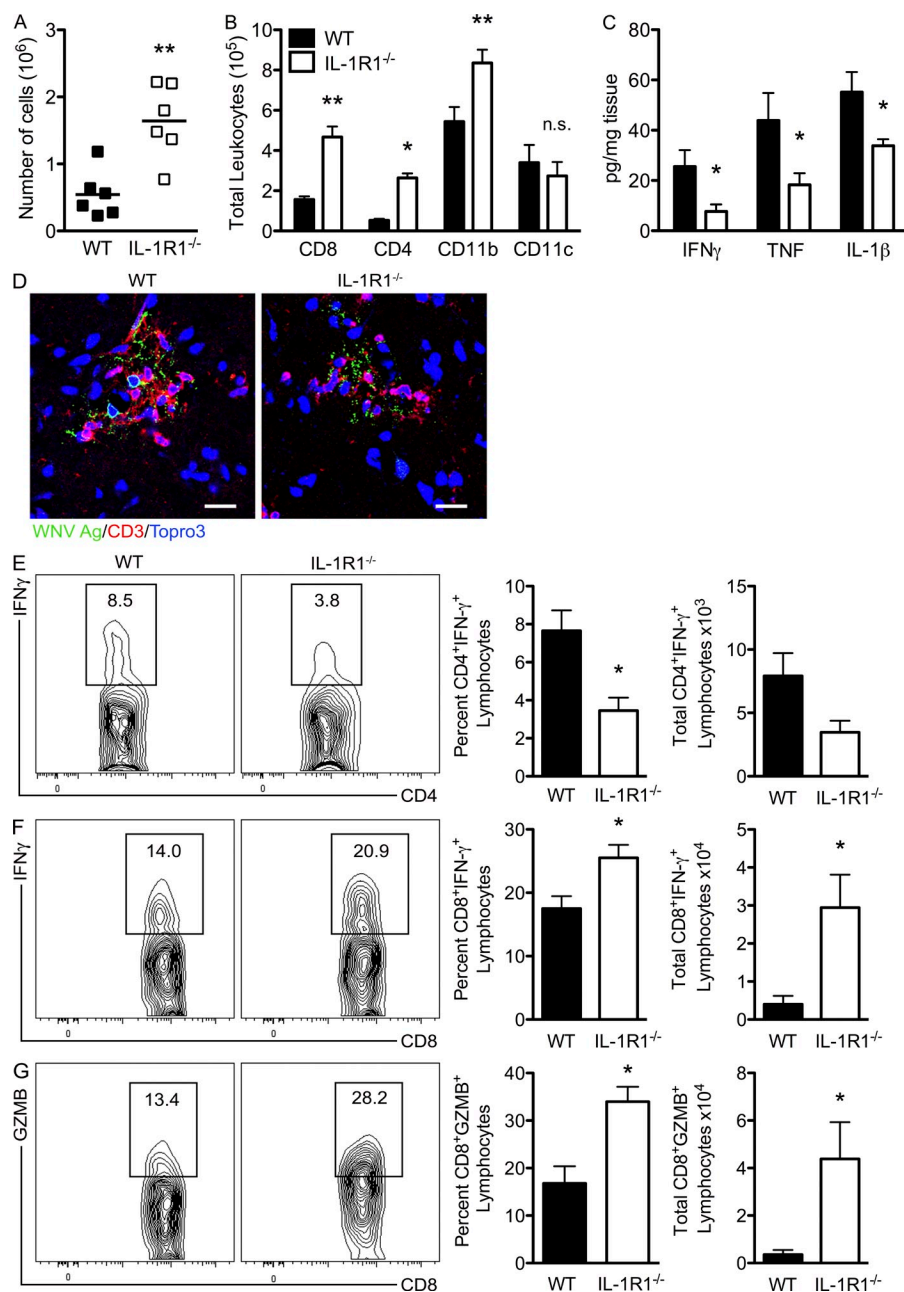 A
Number of cells (10⁶)
3
2
1
0
**
WT IL-1R1⁻/⁻
B
Total Leukocytes (10⁵)
10
8
6
4
2
0
WT
IL-1R1⁻/⁻
** * ** n.s.
CD8 CD4 CD11b CD11c
C
pg/mg tissue
80
60
40
20
0
* * *
IFNγ TNF IL-1β
D
WT IL-1R1⁻/⁻
WNV Ag/CD3/Topro3
E
WT IL-1R1⁻/⁻
IFNγ
8.5 3.8
0 0
CD4
Percent CD4⁺IFN-γ⁺
Lymphocytes
10
8
6
4
2
0
*
WT IL-1R1⁻/⁻
Total CD4⁺IFN-γ⁺
Lymphocytes x10³
15
10
5
0
WT IL-1R1⁻/⁻
F
IFNγ
14.0 20.9
0 0
CD8
Percent CD8⁺IFN-γ⁺
Lymphocytes
30
20
10
0
*
WT IL-1R1⁻/⁻
Total CD8⁺IFN-γ⁺
Lymphocytes x10⁴
5
4
3
2
1
0
*
WT IL-1R1⁻/⁻
G
GZMB
13.4 28.2
0 0
CD8
Percent CD8⁺GZMB⁺
Lymphocytes
40
30
20
10
0
*
WT IL-1R1⁻/⁻
Total CD8⁺GZMB⁺
Lymphocytes x10⁴
8
6
4
2
0
*
WT IL-1R1⁻/⁻